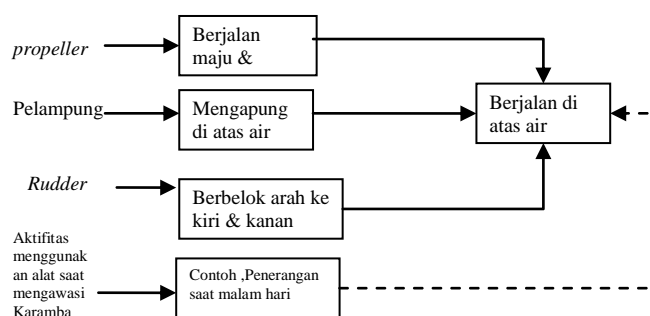 propeller
Berjalan
maju &
Pelampung
Mengapung
di atas air
Berjalan di
atas air
Rudder
Berbelok arah ke
kiri & kanan
Aktifitas
menggunak
an alat saat
mengawasi
Karamba
Contoh ,Penerangan
saat malam hari